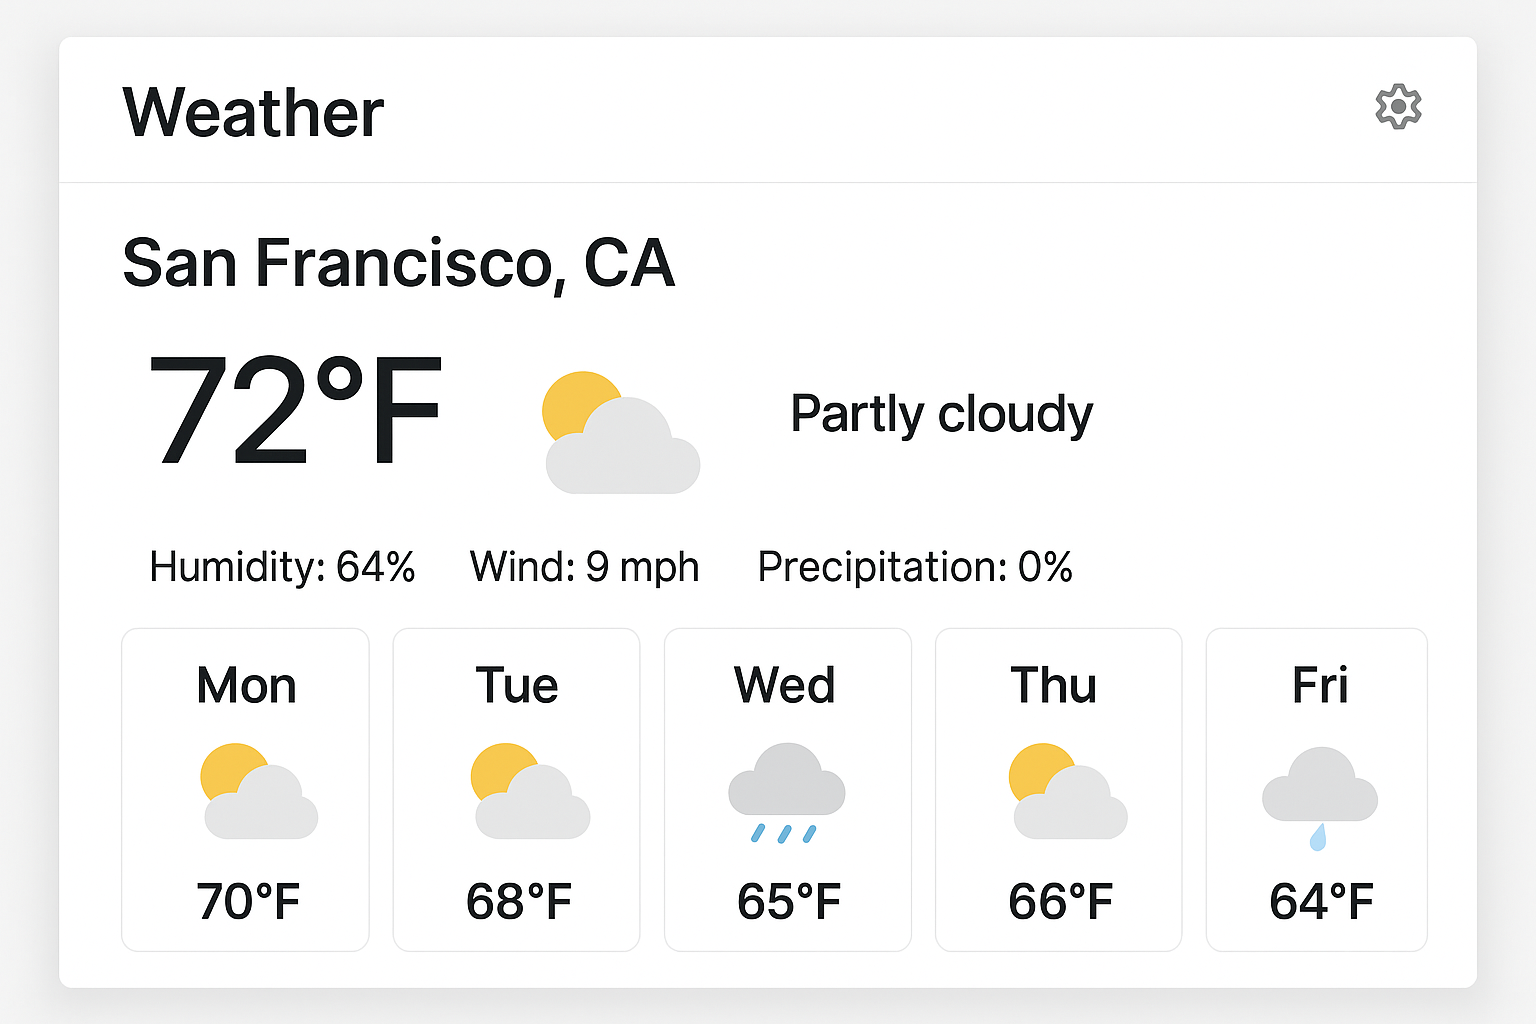 Weather
San Francisco, CA
72°F
Partly cloudy
Humidity: 64% Wind: 9 mph Precipitation: 0%
Mon Tue Wed Thu Fri
70°F 68°F 65°F 66°F 64°F